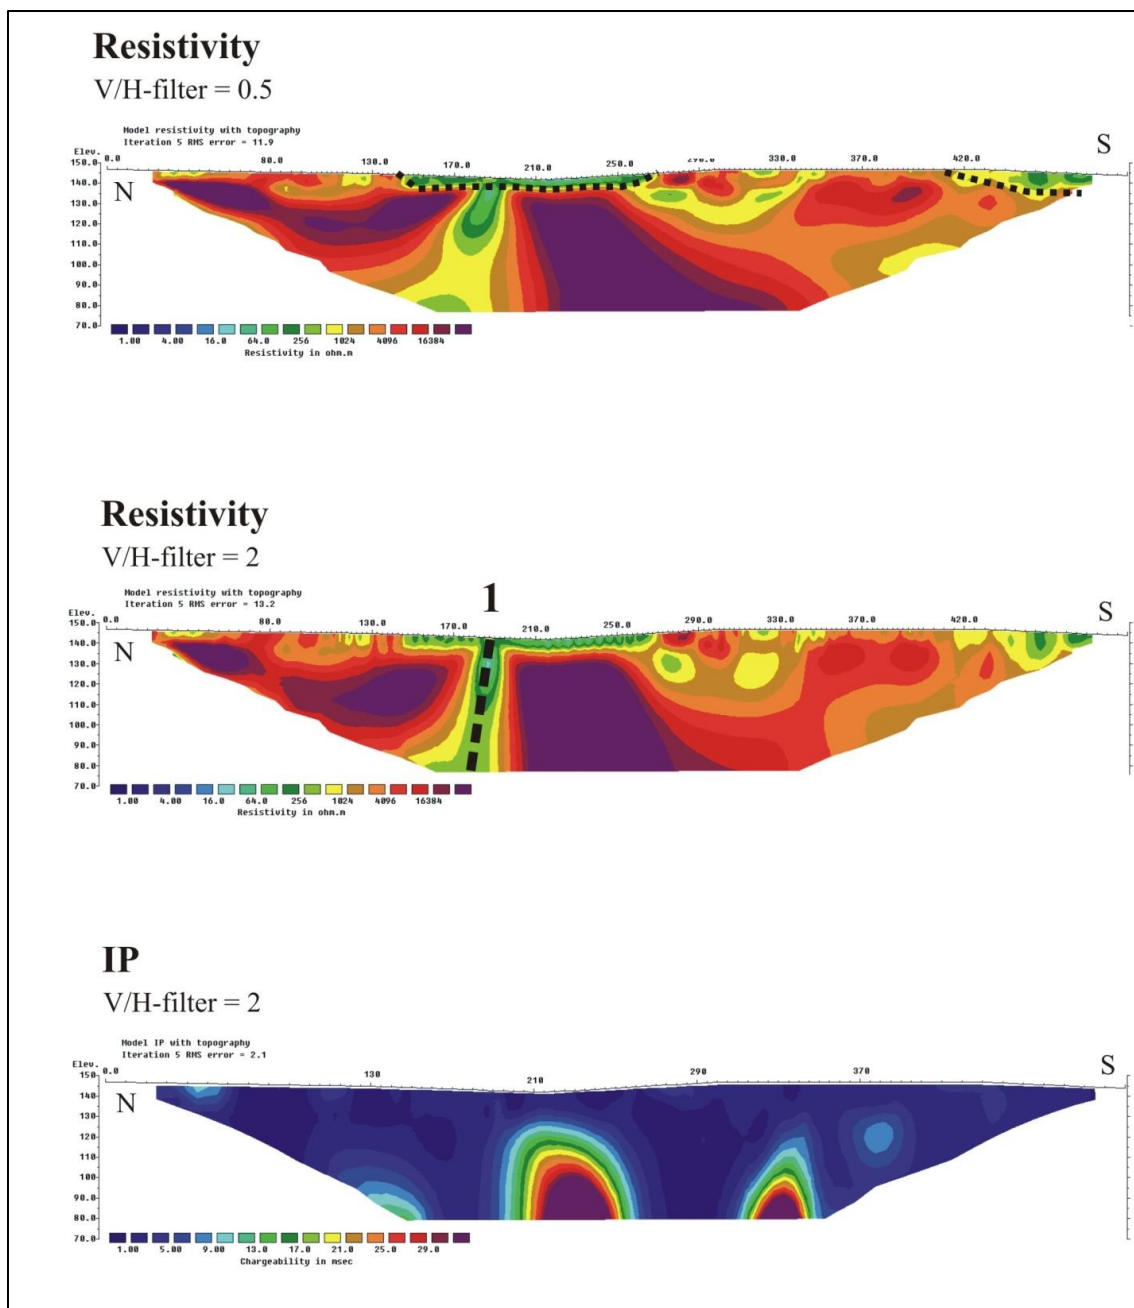 Resistivity
V/H-filter = 0.5
Model resistivity with topography
Iteration 5 RMS error = 11.9
Elev.
0.0 80.0 130.0 170.0 210.0 250.0 290.0 330.0 370.0 420.0
S
N
150.0
140.0
130.0
120.0
110.0
100.0
90.0
80.0
70.0
1.00 4.00 16.0 64.0 256 1024 4096 16384
Resistivity in ohm.m
Resistivity
V/H-filter = 2
Model resistivity with topography
Iteration 5 RMS error = 13.2
1
Elev.
0.0 80.0 130.0 170.0 210.0 250.0 290.0 330.0 370.0 420.0
S
N
150.0
140.0
130.0
120.0
110.0
100.0
90.0
80.0
70.0
1.00 4.00 16.0 64.0 256 1024 4096 16384
Resistivity in ohm.m
IP
V/H-filter = 2
Model IP with topography
Iteration 5 RMS error = 2.1
Elev.
0.0 130 210 290 370
S
N
150
140
130
120
110
100.0
90.0
80.0
70.0
1.00 5.00 9.00 13.0 17.0 21.0 25.0 29.0
Chargeability in msec